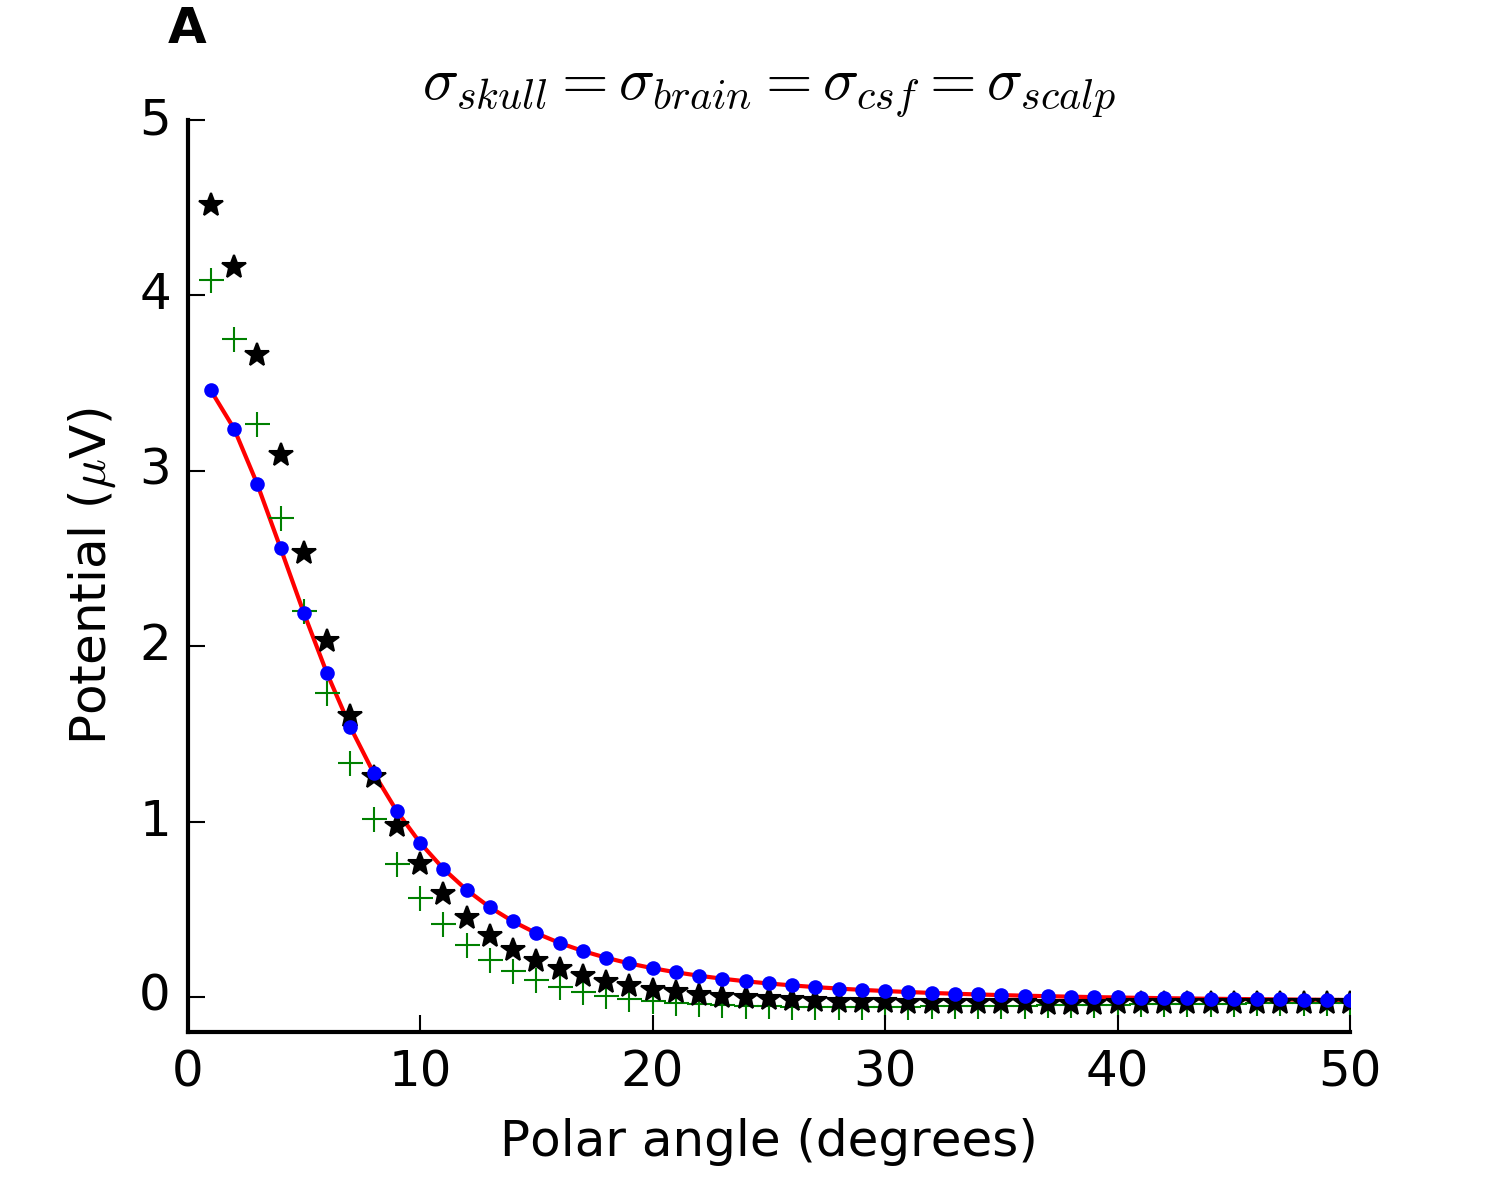 A
σ_skull = σ_brain = σ_csf = σ_scalp
5
4
3
2
1
0
Potential (μV)
0 10 20 30 40 50
Polar angle (degrees)